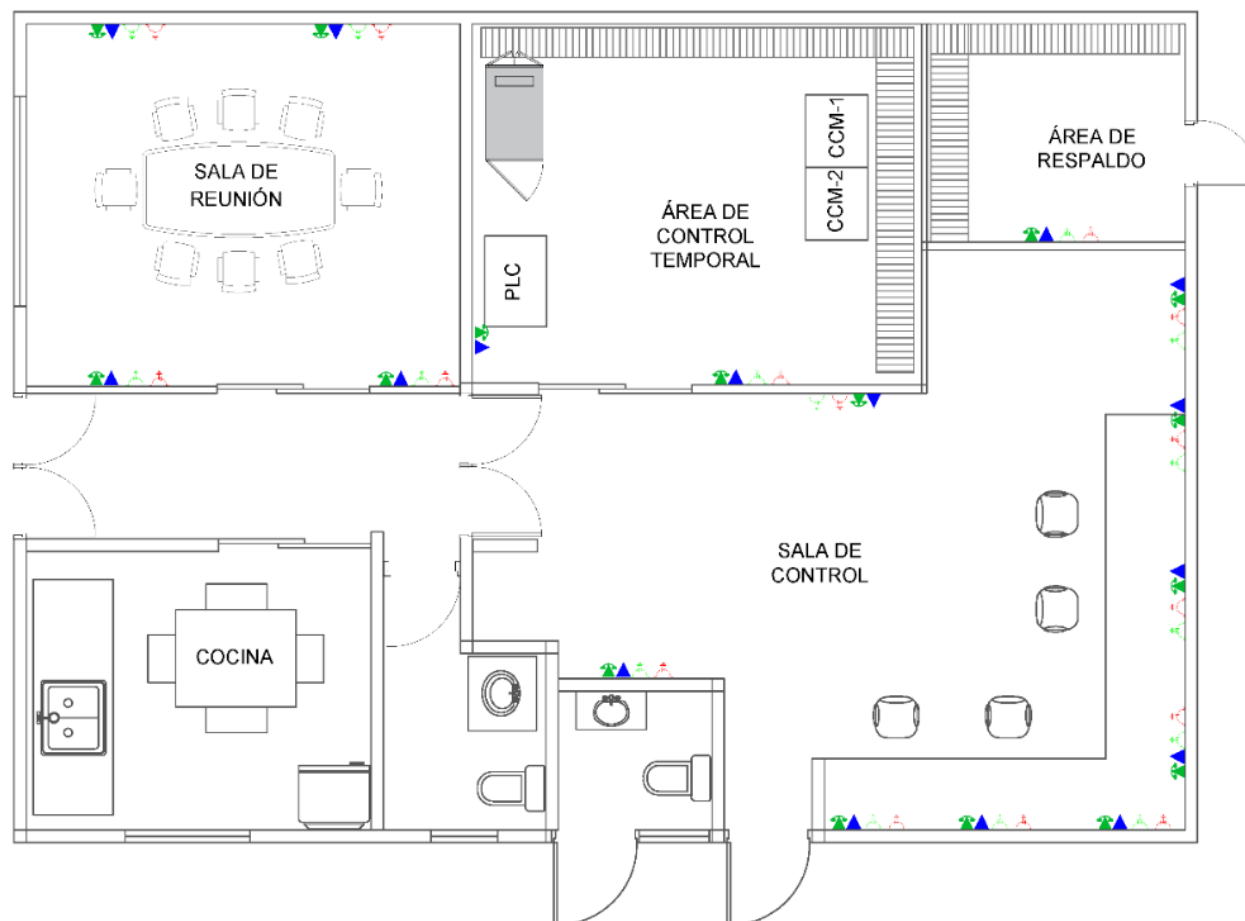 SALA DE
REUNIÓN
ÁREA DE
CONTROL
TEMPORAL
CCM-1
CCM-2
PLC
ÁREA DE
RESPALDO
SALA DE
CONTROL
COCINA